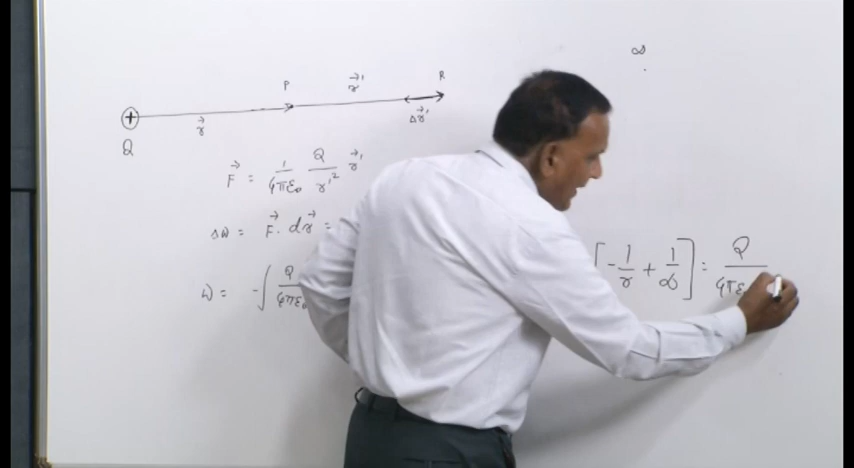 ∞
P r⃗' R
+ r⃗ Δr⃗'
Q
F⃗ = 1/4πε₀ Q/r'² r⃗'
ΔW = F⃗ · dr⃗ =
W = -∫ Q/4πε₀ [-1/r + 1/∞] = Q/4πε